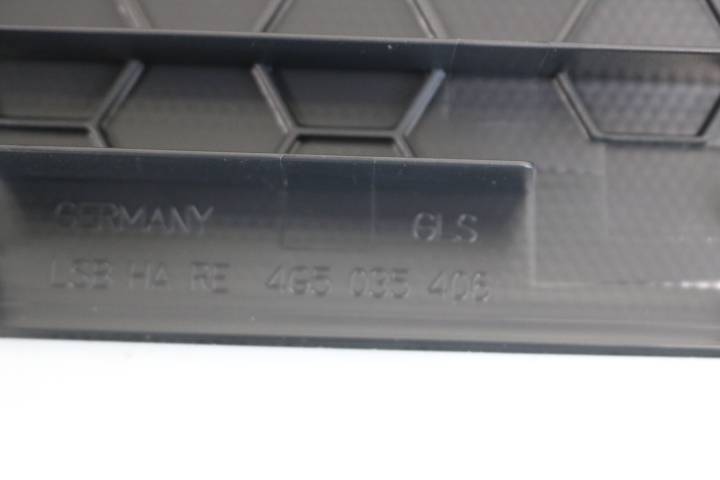 GERMANY GLS
LSB HA RE 4G5 035 406